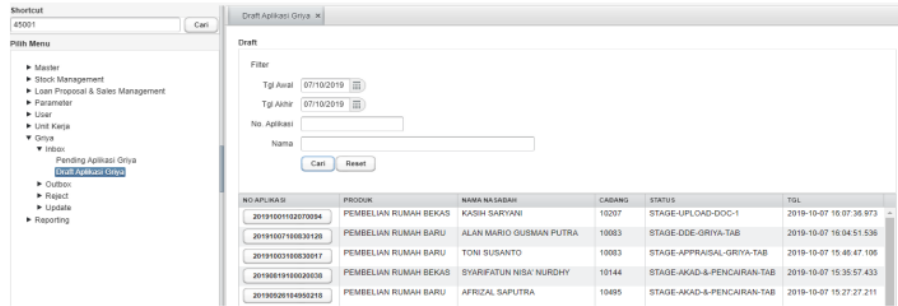 Shortcut
45001
Cari
Pilih Menu
Master
Stock Management
Loan Proposal & Sales Management
Parameter
User
Unit Kerja
Griya
Inbox
Pending Aplikasi Griya
Draft Aplikasi Griya
Outbox
Reject
Update
Reporting
Draft Aplikasi Griya
Draft
Filter
Tgl Awal 07/10/2019
Tgl Akhir 07/10/2019
No. Aplikasi
Nama
Cari Reset
NO APLIKASI PRODUK NAMA NASABAH CABANG STATUS TGL
20191001102070094 PEMBELIAN RUMAH BEKAS KASIH SARYANI 10207 STAGE-UPLOAD-DOC-1 2019-10-07 16:07:36.973
20191007100830128 PEMBELIAN RUMAH BARU ALAN MARIO GUSMAN PUTRA 10083 STAGE-DDE-GRIYA-TAB 2019-10-07 16:04:51.536
20191003100830017 PEMBELIAN RUMAH BARU TONI SUSANTO 10083 STAGE-APPRAISAL-GRIYA-TAB 2019-10-07 15:46:47.106
20190819100020038 PEMBELIAN RUMAH BEKAS SYARIFATUN NISA' NURDHY 10144 STAGE-AKAD-&-PENCAIRAN-TAB 2019-10-07 15:35:57.433
20190926104950218 PEMBELIAN RUMAH BARU AFRIZAL SAPUTRA 10495 STAGE-AKAD-&-PENCAIRAN-TAB 2019-10-07 15:27:27.211